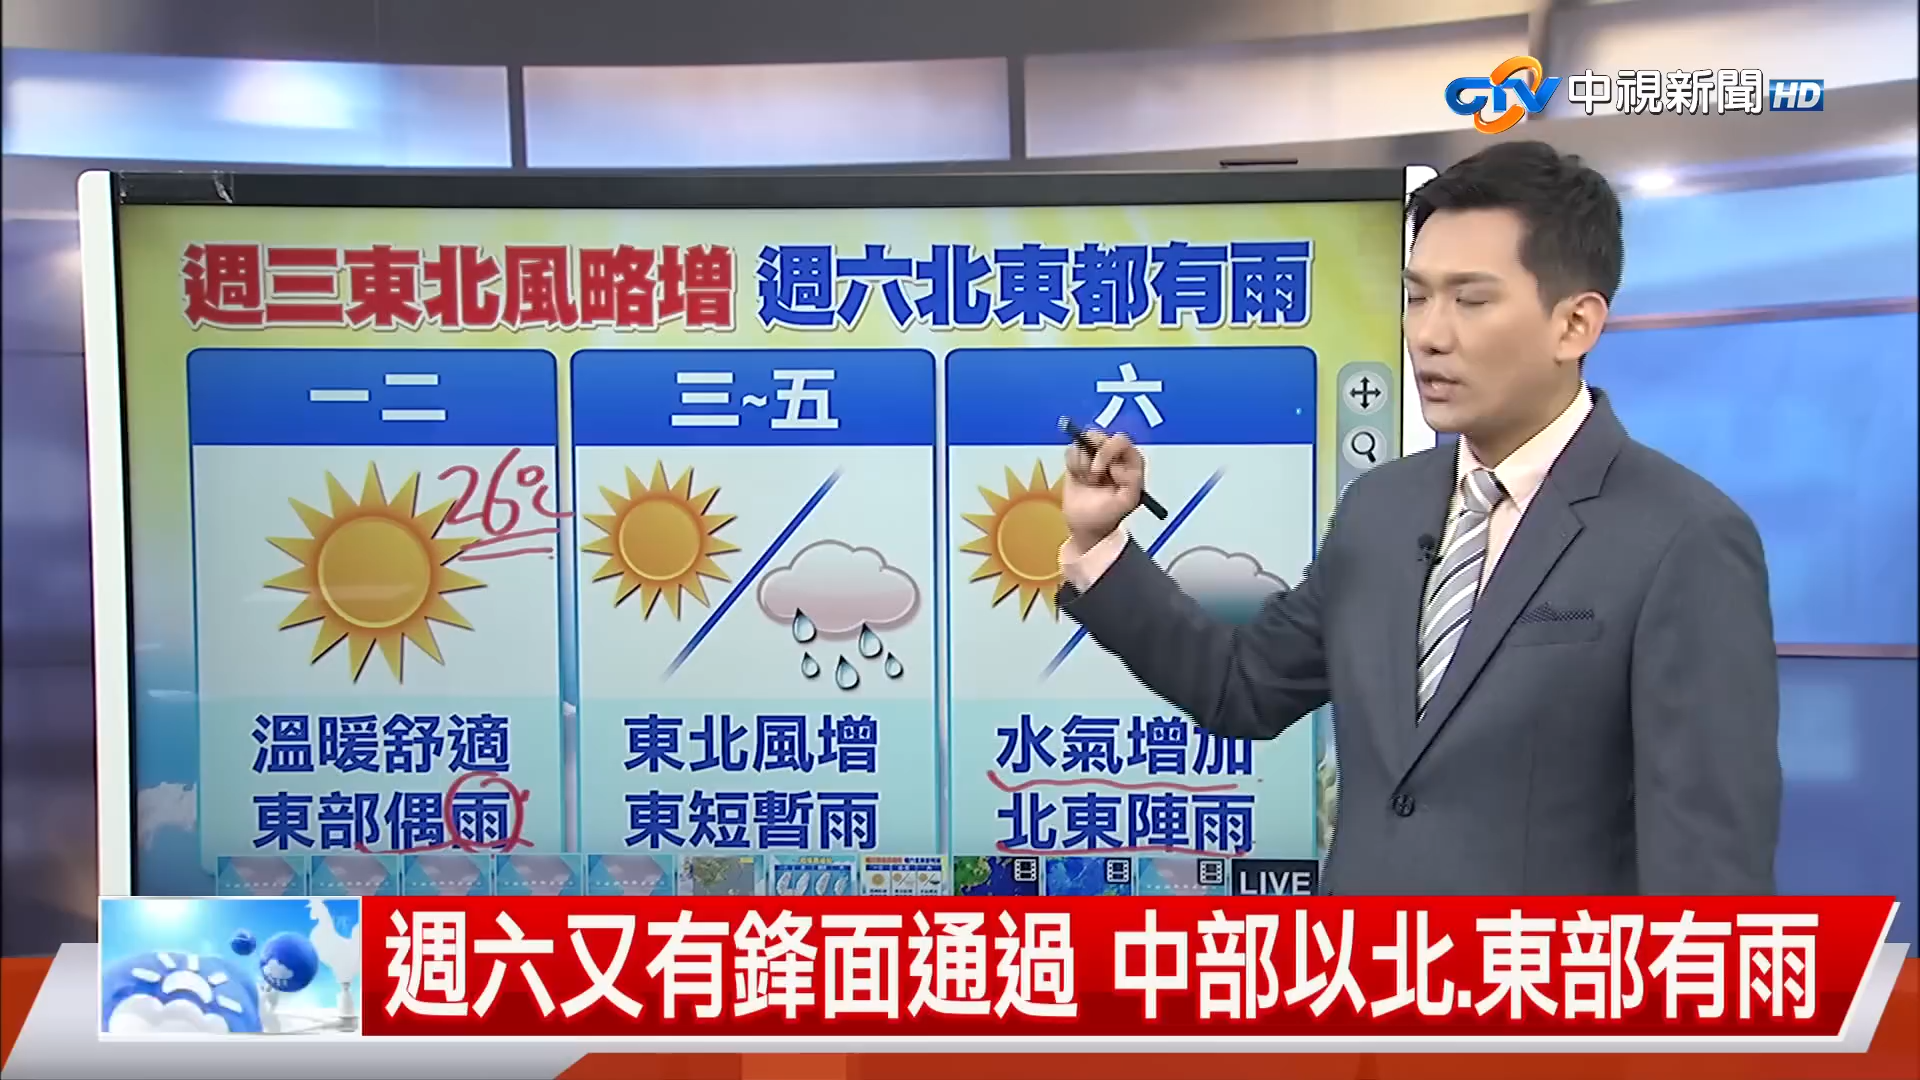 CTV 中視新聞 HD
週三東北風略增 週六北東都有雨
一二
三~五
六
26℃
溫暖舒適
東部偶雨
東北風增
東短暫雨
水氣增加
北東陣雨
LIVE
週六又有鋒面通過 中部以北.東部有雨